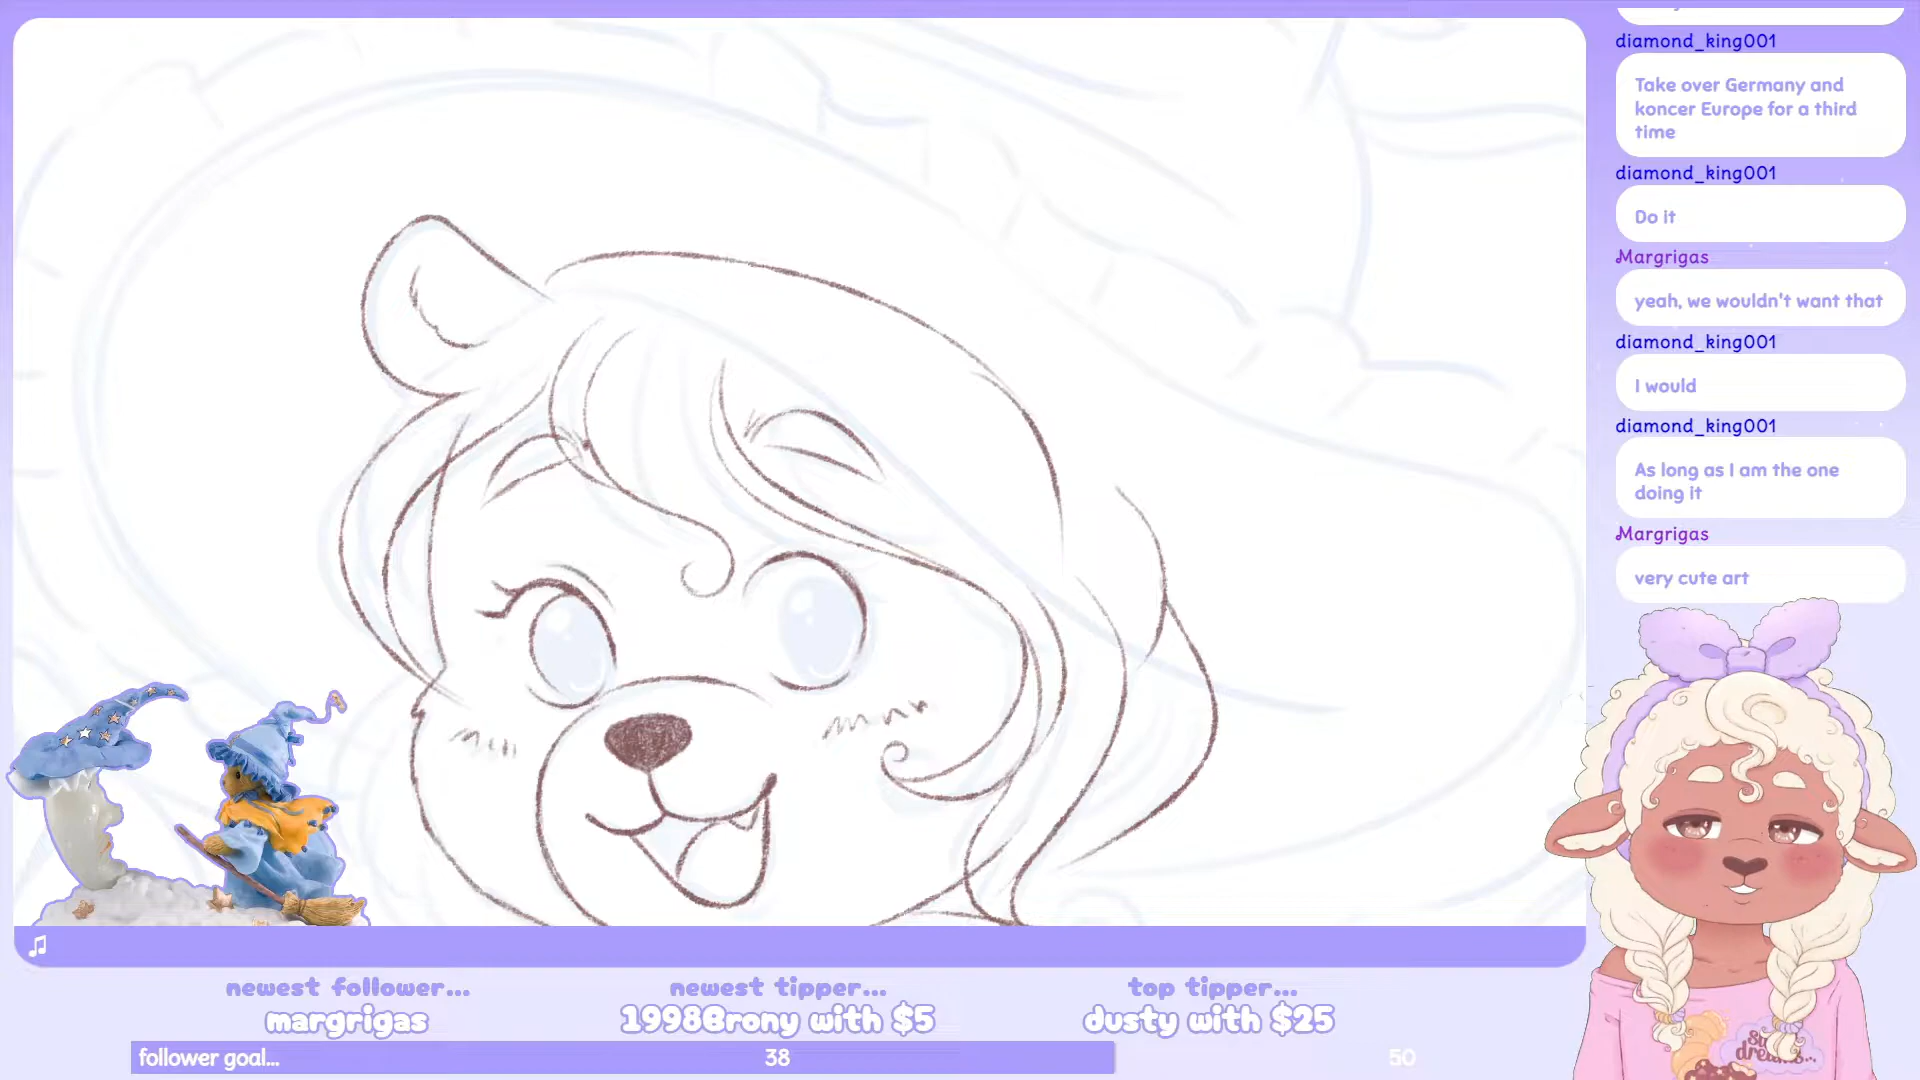 diamond_king001
Take over Germany and
koncer Europe for a third
time
diamond_king001
Do it
Margrigas
yeah, we wouldn't want that
diamond_king001
I would
diamond_king001
As long as I am the one
doing it
Margrigas
very cute art
newest follower...
margrigas
newest tipper...
1998Brony with $5
top tipper...
dusty with $25
follower goal...
38
50